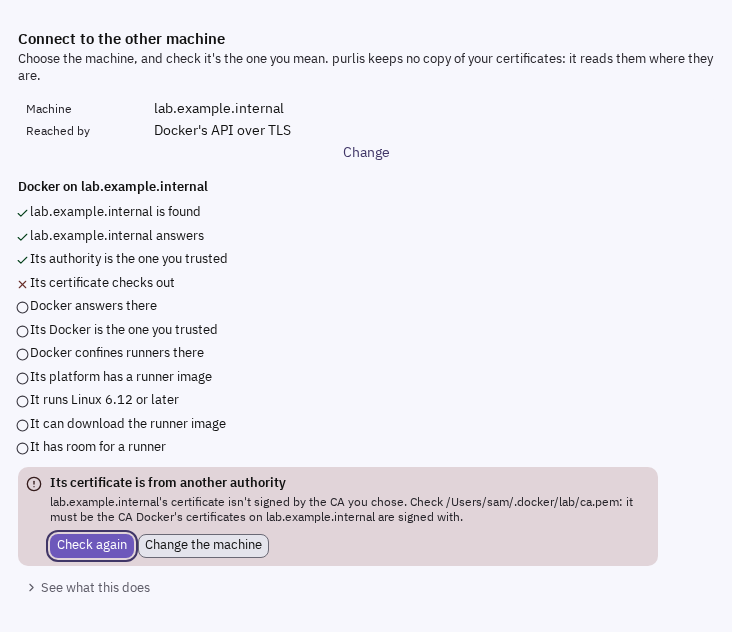 Connect to the other machine
Choose the machine, and check it's the one you mean. purlis keeps no copy of your certificates: it reads them where they
are.
Machine lab.example.internal
Reached by Docker's API over TLS
Change
Docker on lab.example.internal
lab.example.internal is found
lab.example.internal answers
Its authority is the one you trusted
Its certificate checks out
Docker answers there
Its Docker is the one you trusted
Docker confines runners there
Its platform has a runner image
It runs Linux 6.12 or later
It can download the runner image
It has room for a runner
Its certificate is from another authority
lab.example.internal's certificate isn't signed by the CA you chose. Check /Users/sam/.docker/lab/ca.pem: it
must be the CA Docker's certificates on lab.example.internal are signed with.
Check again Change the machine
See what this does